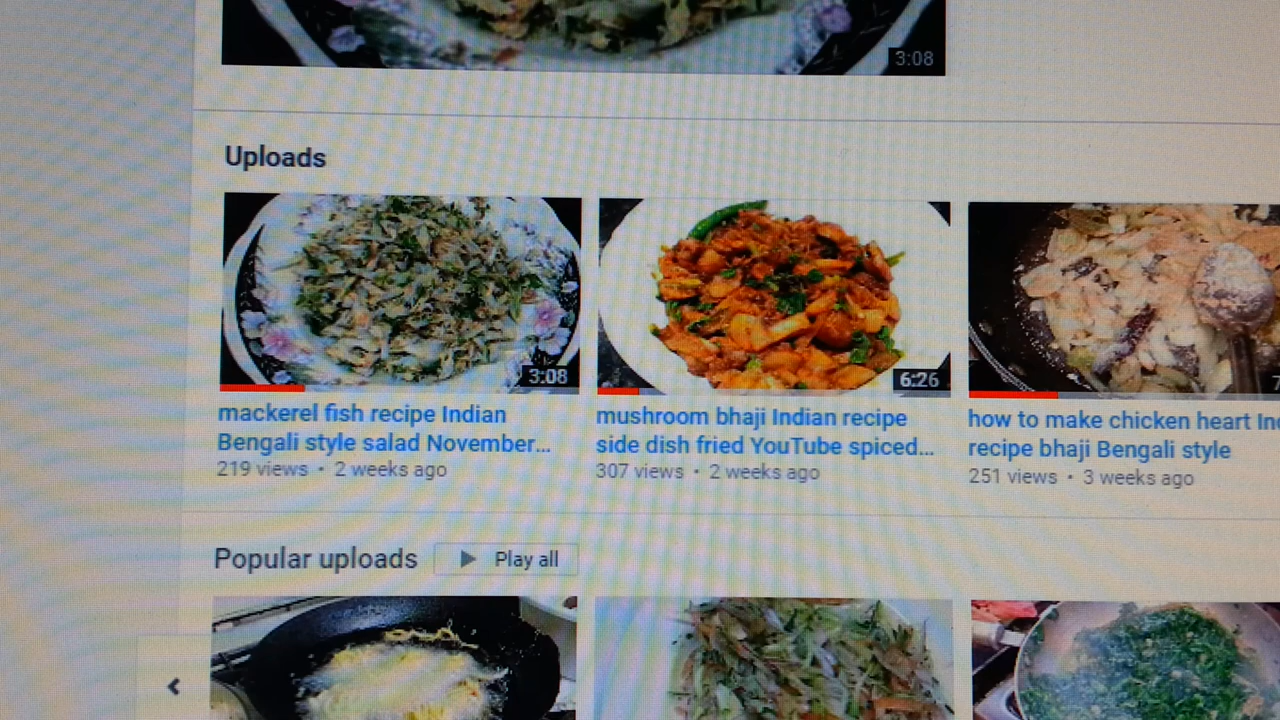 3:08
Uploads
3:08
6:26
7
mackerel fish recipe Indian
Bengali style salad November...
219 views • 2 weeks ago
mushroom bhaji Indian recipe
side dish fried YouTube spiced...
307 views • 2 weeks ago
how to make chicken heart In
recipe bhaji Bengali style
251 views • 3 weeks ago
Popular uploads
Play all